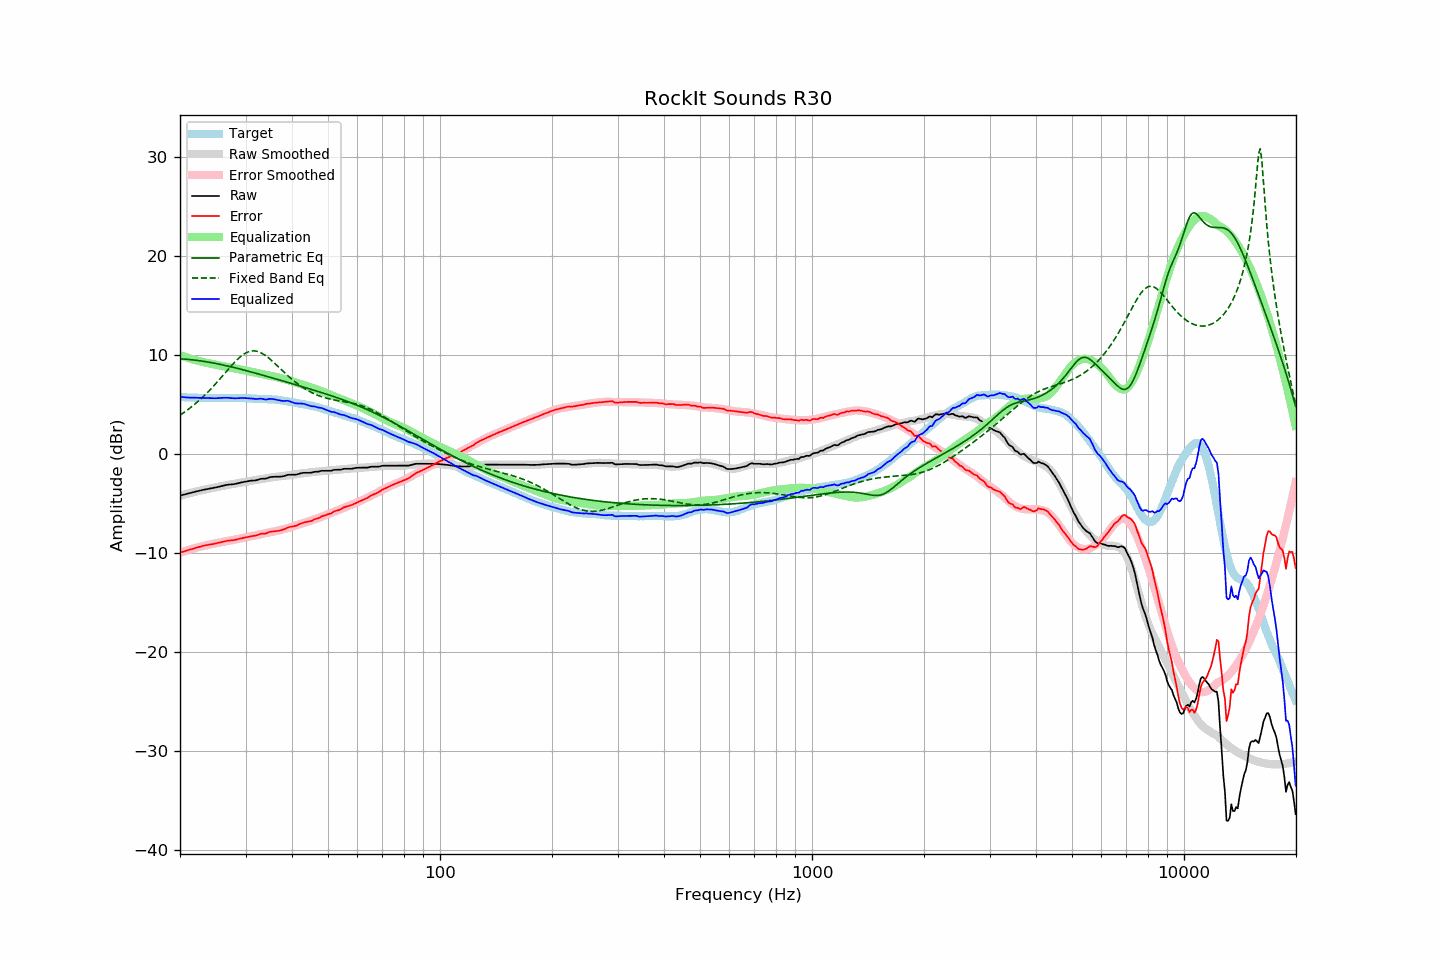 RockIt Sounds R30
Target
Raw Smoothed
Error Smoothed
Raw
Error
Equalization
Parametric Eq
Fixed Band Eq
Equalized
30
20
10
0
−10
−20
−30
−40
Amplitude (dBr)
100
1000
10000
Frequency (Hz)